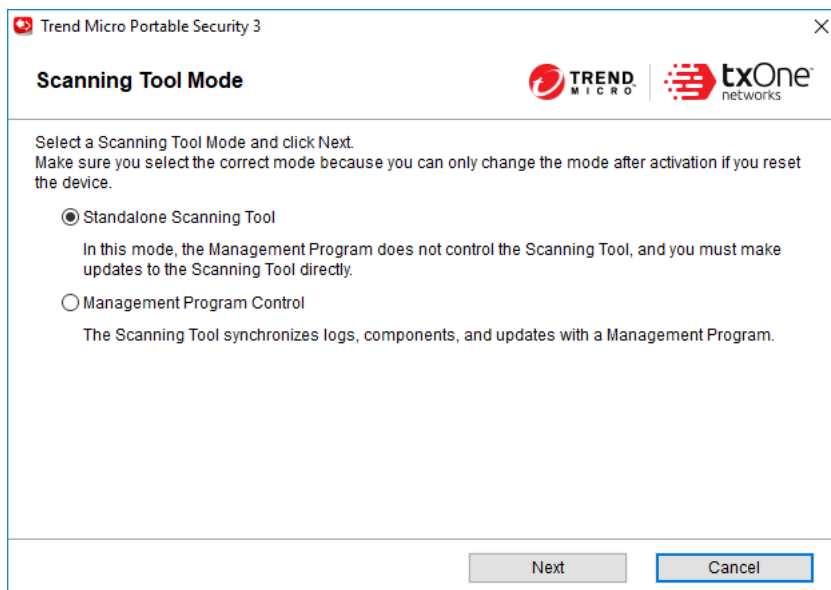 Trend Micro Portable Security 3
Scanning Tool Mode
TREND MICRO
txOne networks
Select a Scanning Tool Mode and click Next.
Make sure you select the correct mode because you can only change the mode after activation if you reset
the device.
Standalone Scanning Tool
In this mode, the Management Program does not control the Scanning Tool, and you must make
updates to the Scanning Tool directly.
Management Program Control
The Scanning Tool synchronizes logs, components, and updates with a Management Program.
Next
Cancel